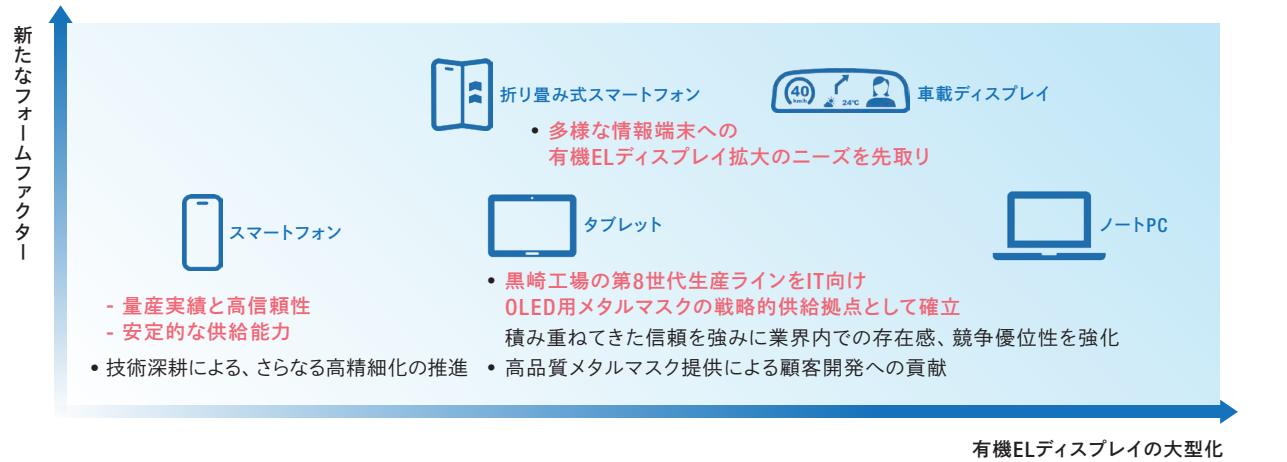 新たなフォームファクター
折り畳み式スマートフォン
40
km/h
24℃
車載ディスプレイ
• 多様な情報端末への
有機ELディスプレイ拡大のニーズを先取り
スマートフォン
タブレット
ノートPC
- 量産実績と高信頼性
- 安定的な供給能力
• 技術深耕による、さらなる高精細化の推進
• 黒崎工場の第8世代生産ラインをIT向け
OLED用メタルマスクの戦略的供給拠点として確立
積み重ねてきた信頼を強みに業界内での存在感、競争優位性を強化
• 高品質メタルマスク提供による顧客開発への貢献
有機ELディスプレイの大型化